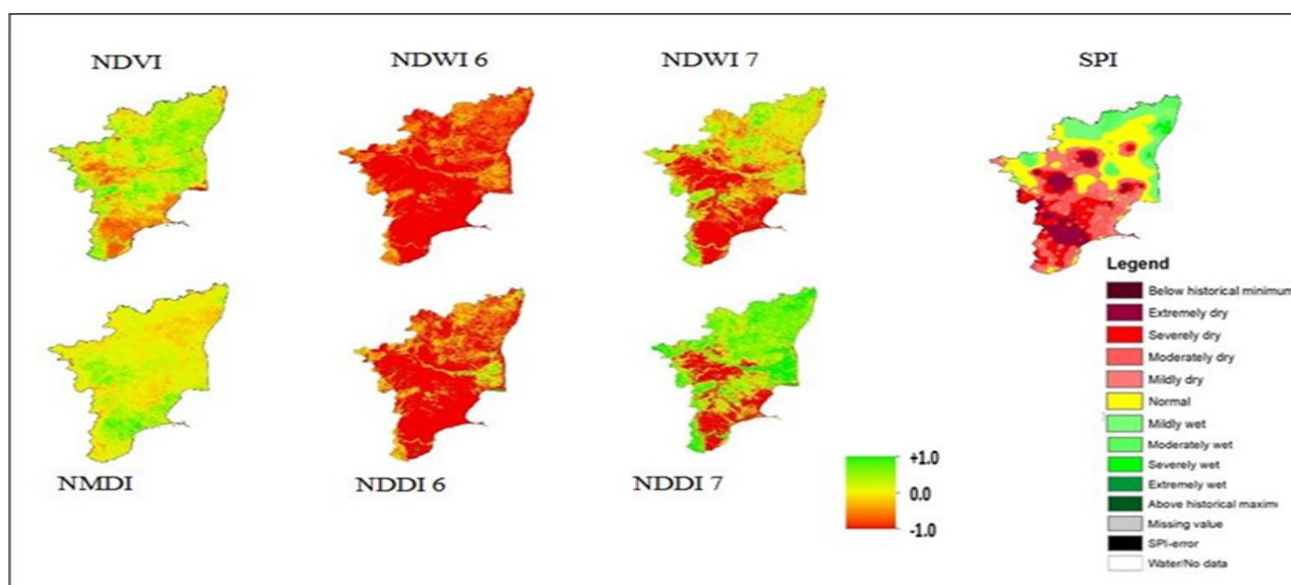 NDVI
NDWI 6
NDWI 7
SPI
NMDI
NDDI 6
NDDI 7
+1.0
0.0
-1.0
Legend
Below historical minimum
Extremely dry
Severely dry
Moderately dry
Mildly dry
Normal
Mildly wet
Moderately wet
Severely wet
Extremely wet
Above historical maxim
Missing value
SPI-error
Water/No data